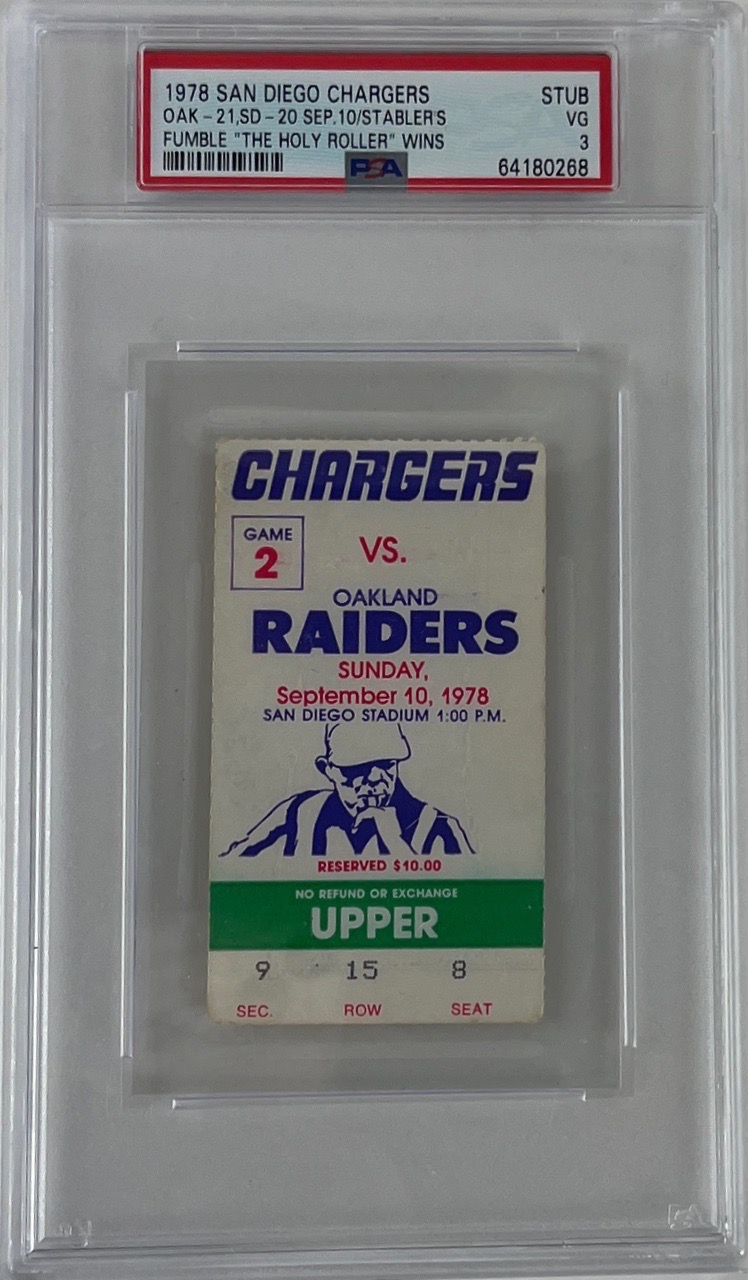 1978 SAN DIEGO CHARGERS STUB
OAK-21,SD-20 SEP.10/STABLER'S VG
FUMBLE "THE HOLY ROLLER" WINS 3
PSA 64180268
CHARGERS
GAME
2
VS.
OAKLAND
RAIDERS
SUNDAY,
September 10, 1978
SAN DIEGO STADIUM 1:00 P.M.
RESERVED $10.00
NO REFUND OR EXCHANGE
UPPER
9 15 8
SEC. ROW SEAT